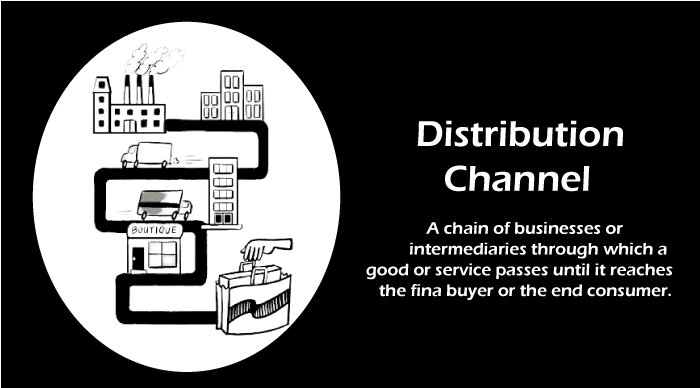 BOUTIQUE
Distribution
Channel
A chain of businesses or
intermediaries through which a
good or service passes until it reaches
the fina buyer or the end consumer.